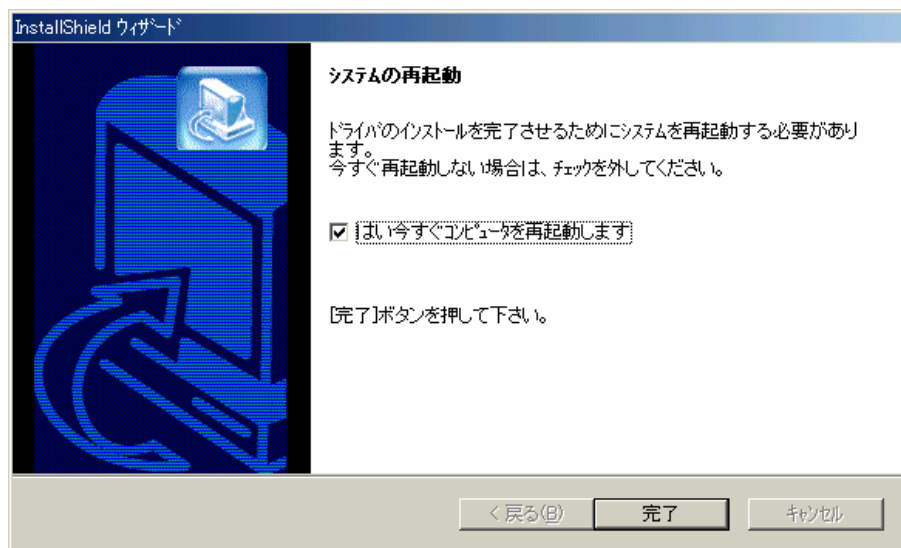 InstallShield ウィザード
システムの再起動
ドライバのインストールを完了させるためにシステムを再起動する必要があり
ます。
今すぐ再起動しない場合は、チェックを外してください。
はい今すぐコンピュータを再起動します
[完了]ボタンを押して下さい。
< 戻る(B)
完了
キャンセル